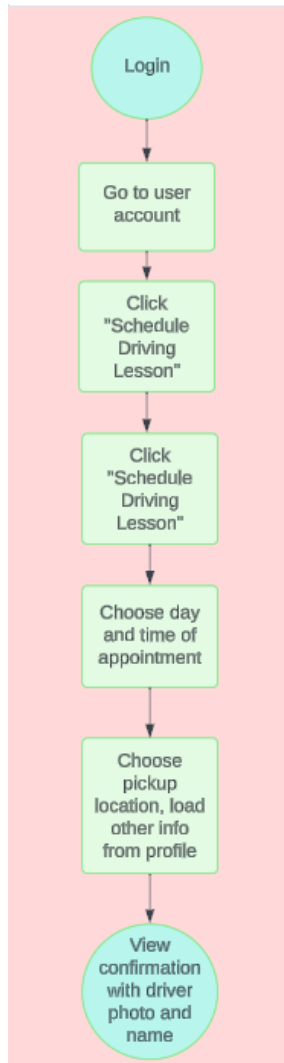 Login
Go to user
account
Click
"Schedule
Driving
Lesson"
Click
"Schedule
Driving
Lesson"
Choose day
and time of
appointment
Choose
pickup
location, load
other info
from profile
View
confirmation
with driver
photo and
name